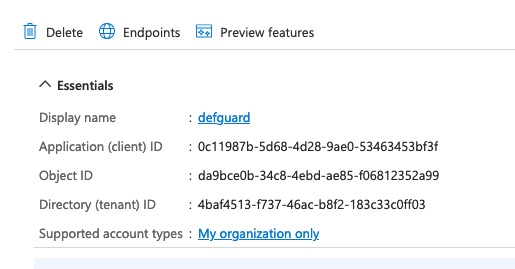 Delete Endpoints Preview features
Essentials
Display name : defguard
Application (client) ID : 0c11987b-5d68-4d28-9ae0-53463453bf3f
Object ID : da9bce0b-34c8-4ebd-ae85-f06812352a99
Directory (tenant) ID : 4baf4513-f737-46ac-b8f2-183c33c0ff03
Supported account types : My organization only